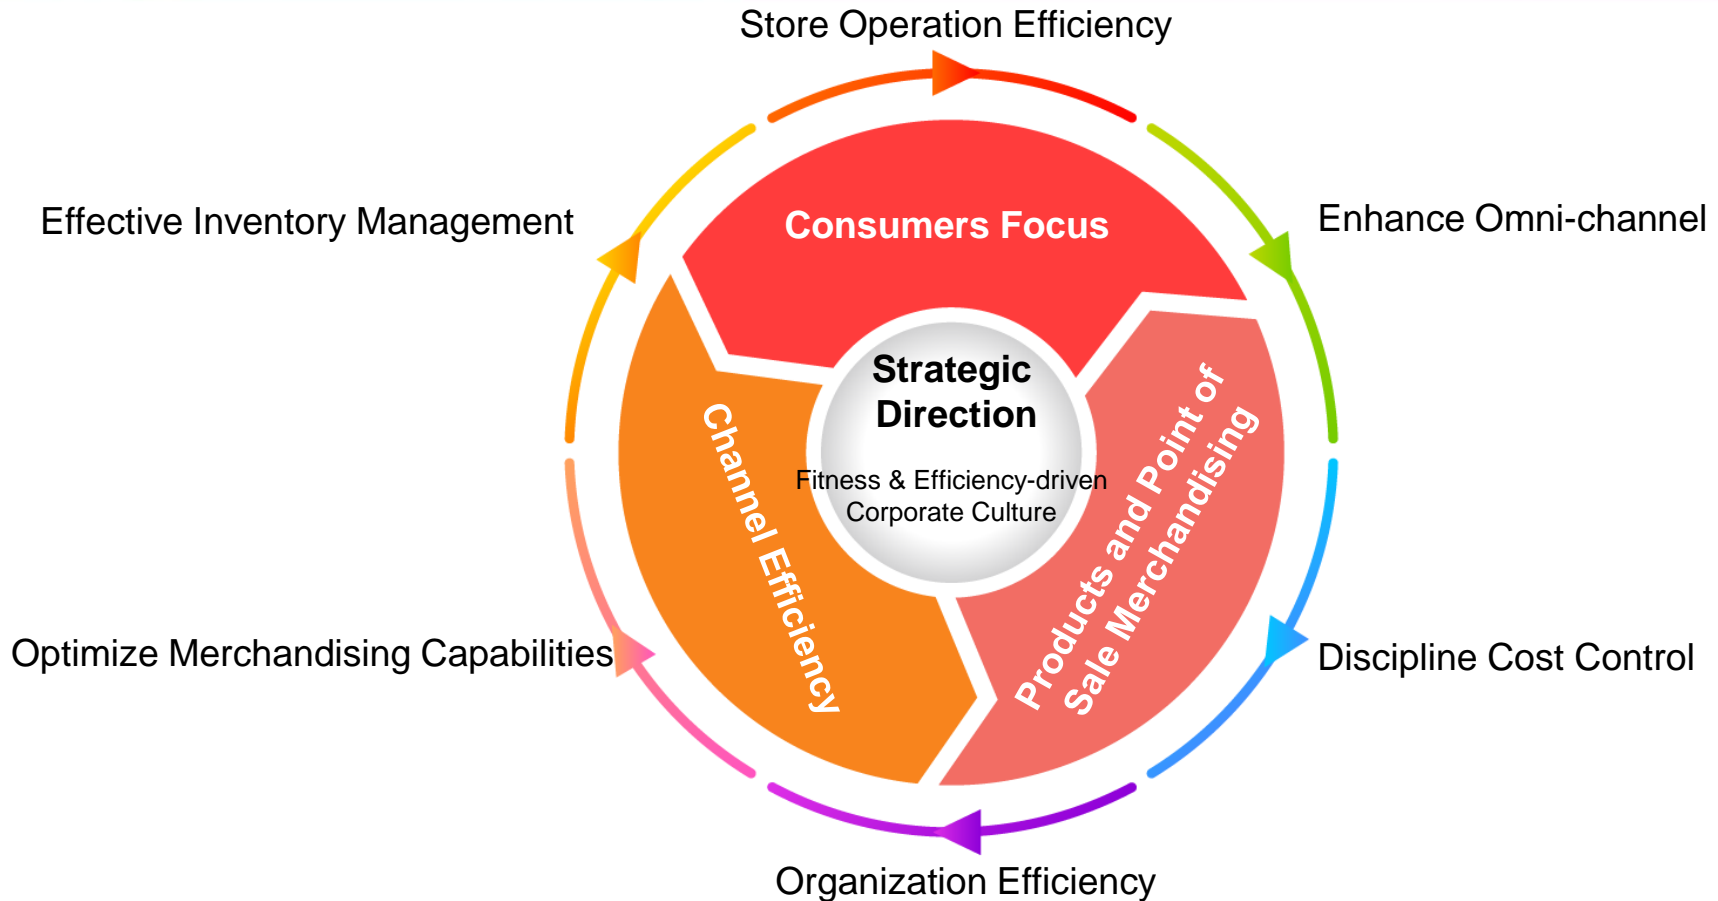 Store Operation Efficiency
Effective Inventory Management
Enhance Omni-channel
Consumers Focus
Strategic
Direction
Fitness & Efficiency-driven
Corporate Culture
Channel Efficiency
Products and Point of
Sale Merchandising
Optimize Merchandising Capabilities
Discipline Cost Control
Organization Efficiency